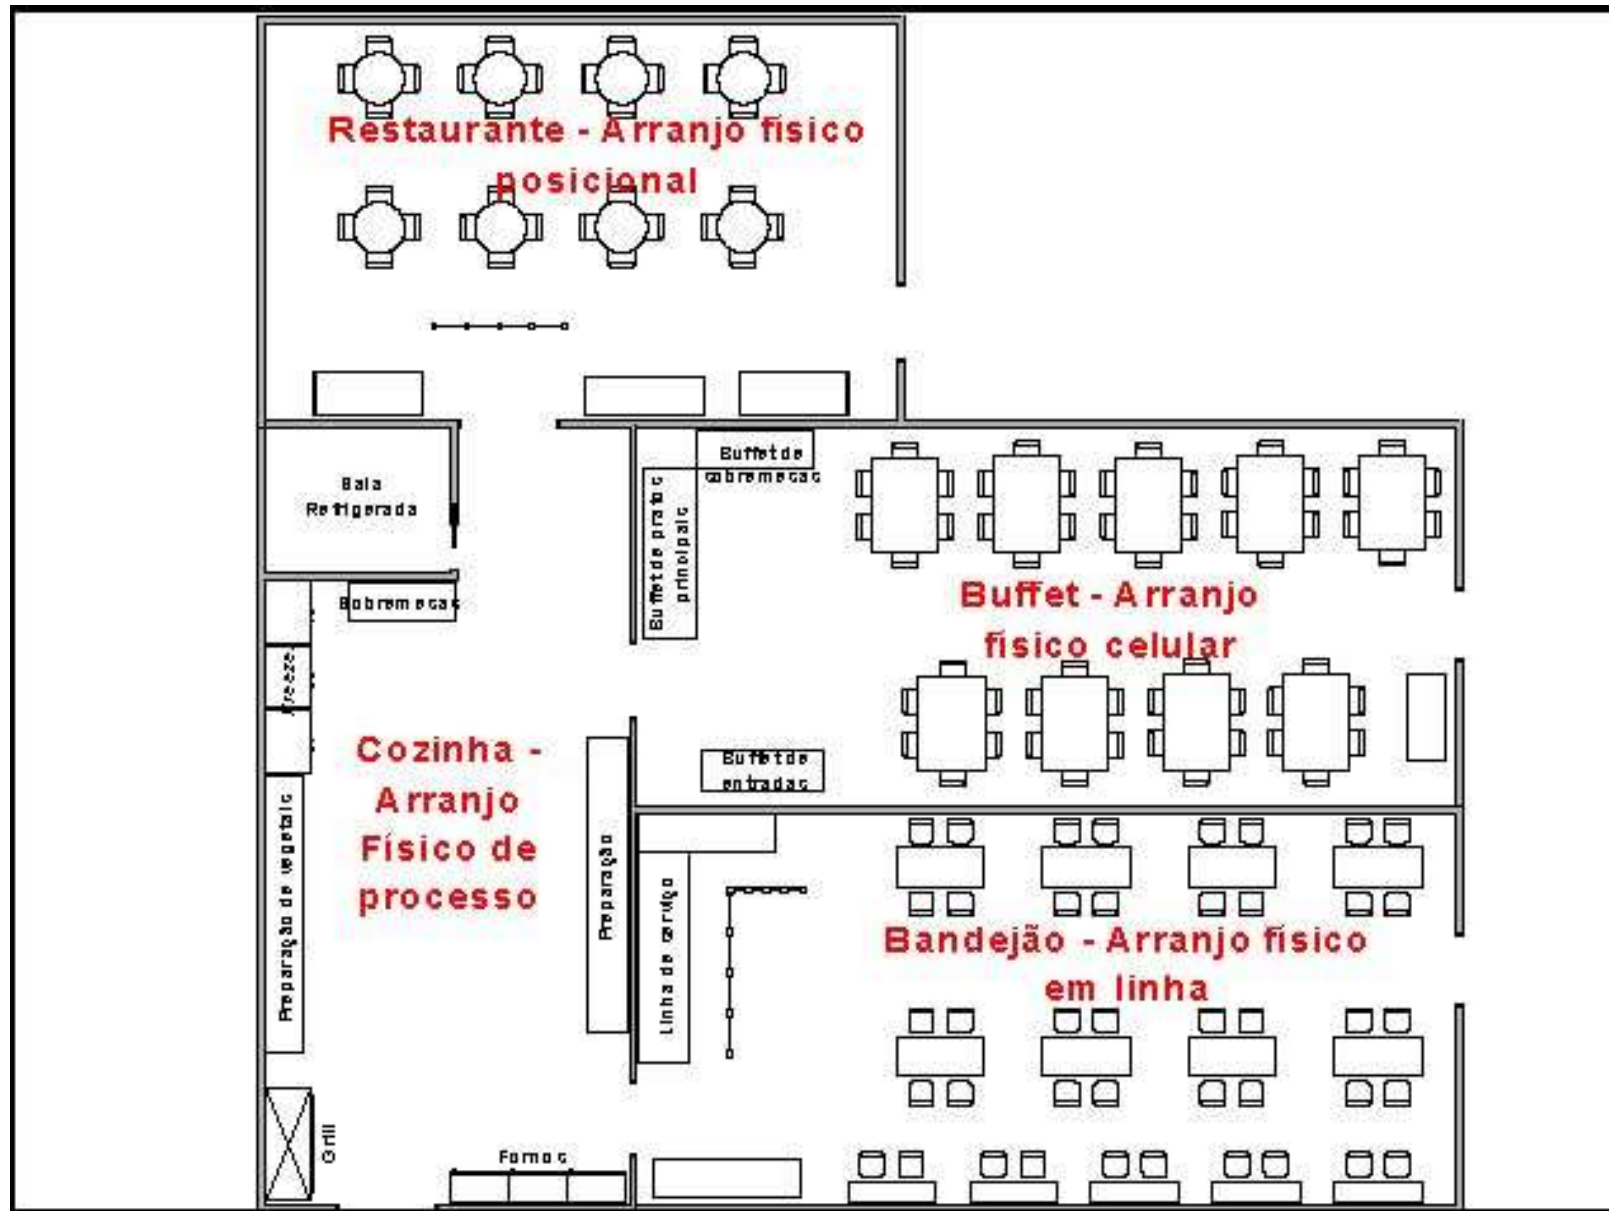 Restaurante - Arranjo físico
posicional
Sala
Refrigerada
Buffet de
sobremesas
Buffet de pratos
principais
Sobremesas
Freezer
Buffet - Arranjo
físico celular
Cozinha -
Arranjo
Físico de
processo
Buffet de
entradas
Preparação de vegetais
Preparação
Linha de serviço
Bandejão - Arranjo físico
em linha
Grill
Fornos